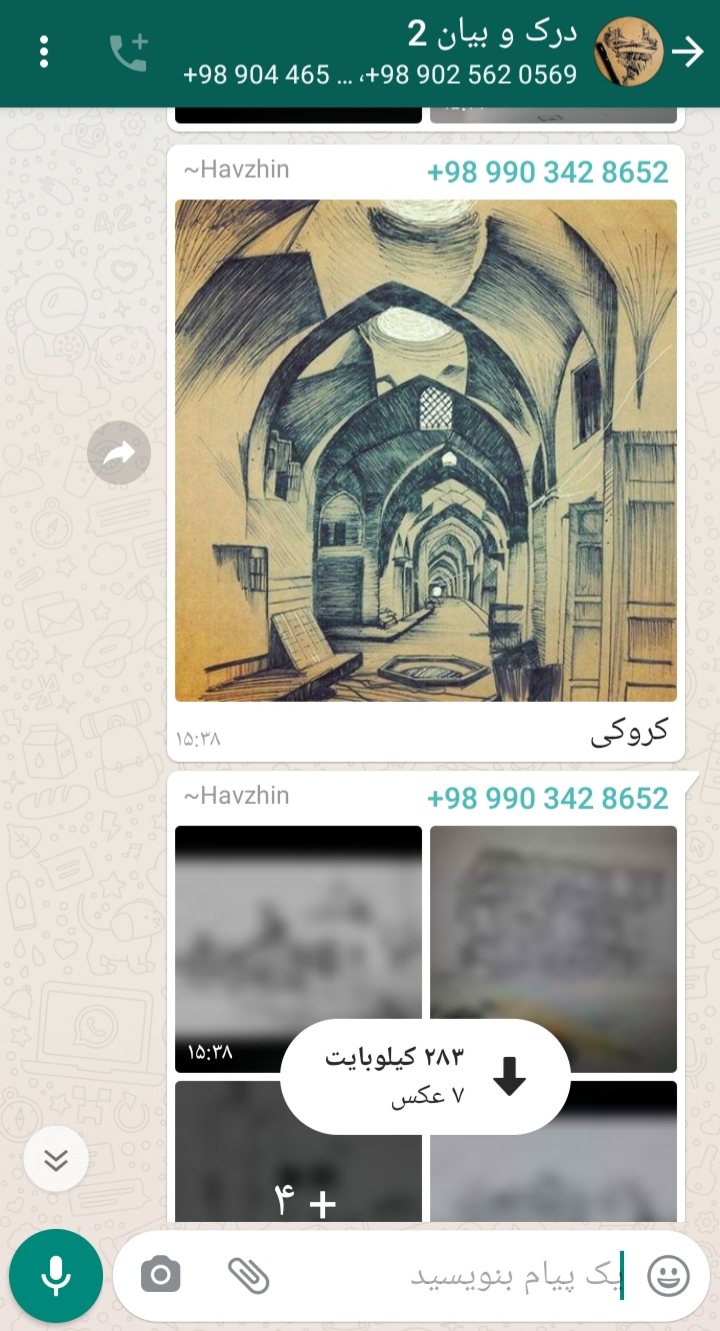 درک و بیان 2
+98 904 465 ... ،+98 902 562 0569
~Havzhin
+98 990 342 8652
کروکی
۱۵:۳۸
~Havzhin
+98 990 342 8652
۱۵:۳۸
۲۸۳ کیلوبایت
۷ عکس
+ ۴
یک پیام بنویسید